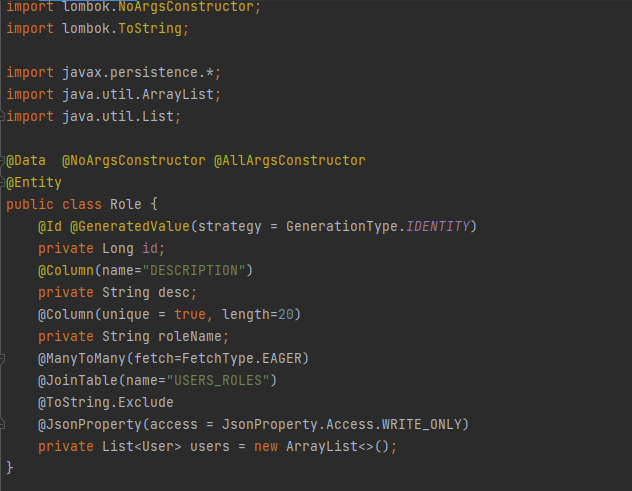 import lombok.NoArgsConstructor;
import lombok.ToString;
import javax.persistence.*;
import java.util.ArrayList;
import java.util.List;
@Data  @NoArgsConstructor @AllArgsConstructor
@Entity
public class Role {
    @Id @GeneratedValue(strategy = GenerationType.IDENTITY)
    private Long id;
    @Column(name="DESCRIPTION")
    private String desc;
    @Column(unique = true, length=20)
    private String roleName;
    @ManyToMany(fetch=FetchType.EAGER)
    @JoinTable(name="USERS_ROLES")
    @ToString.Exclude
    @JsonProperty(access = JsonProperty.Access.WRITE_ONLY)
    private List<User> users = new ArrayList<>();
}